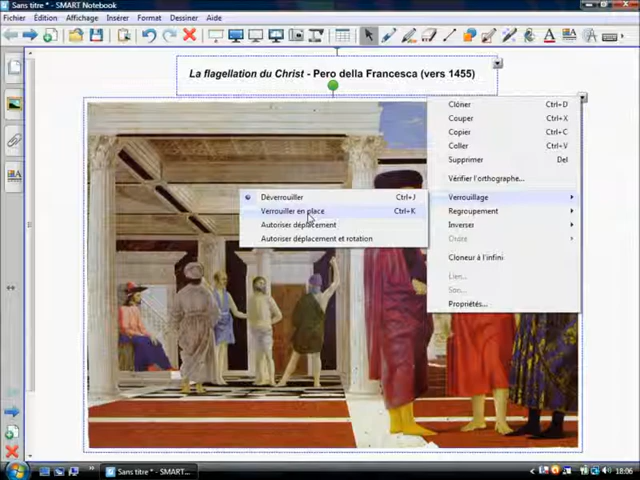 Sans titre * - SMART Notebook
Fichier Édition Affichage Insérer Format Dessiner Aide
La flagellation du Christ - Pero della Francesca (vers 1455)
Clôner Ctrl+D
Couper Ctrl+X
Copier Ctrl+C
Coller Ctrl+V
Supprimer Del
Vérifier l'orthographe...
Verrouillage
Regroupement
Inverser
Ordre
Cloneur à l'infini
Lien...
Son...
Propriétés...
Déverrouiller Ctrl+J
Verrouiller en place Ctrl+K
Autoriser déplacement
Autoriser déplacement et rotation
Sans titre * - SMART...
18:06